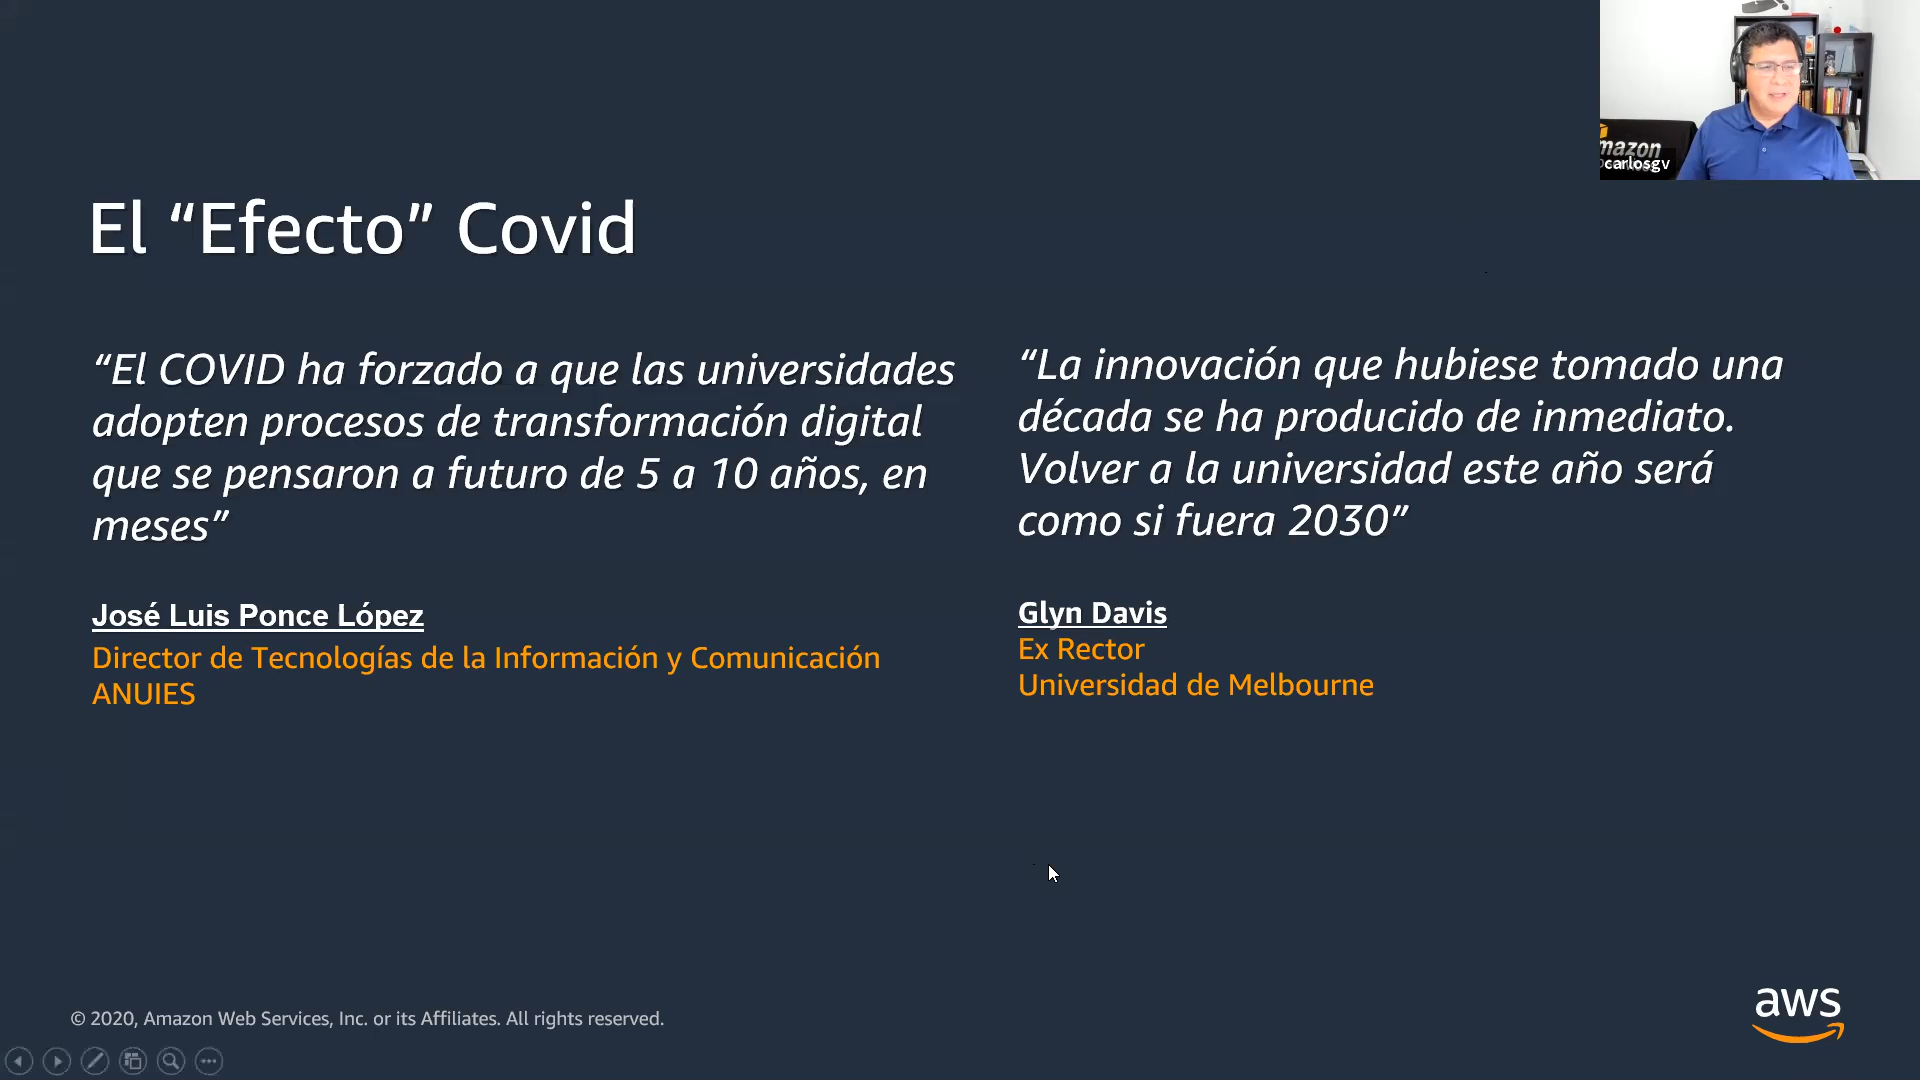 mazon
carlosgv
El “Efecto” Covid
“El COVID ha forzado a que las universidades
adopten procesos de transformación digital
que se pensaron a futuro de 5 a 10 años, en
meses”
José Luis Ponce López
Director de Tecnologías de la Información y Comunicación
ANUIES
“La innovación que hubiese tomado una
década se ha producido de inmediato.
Volver a la universidad este año será
como si fuera 2030”
Glyn Davis
Ex Rector
Universidad de Melbourne
© 2020, Amazon Web Services, Inc. or its Affiliates. All rights reserved.
aws